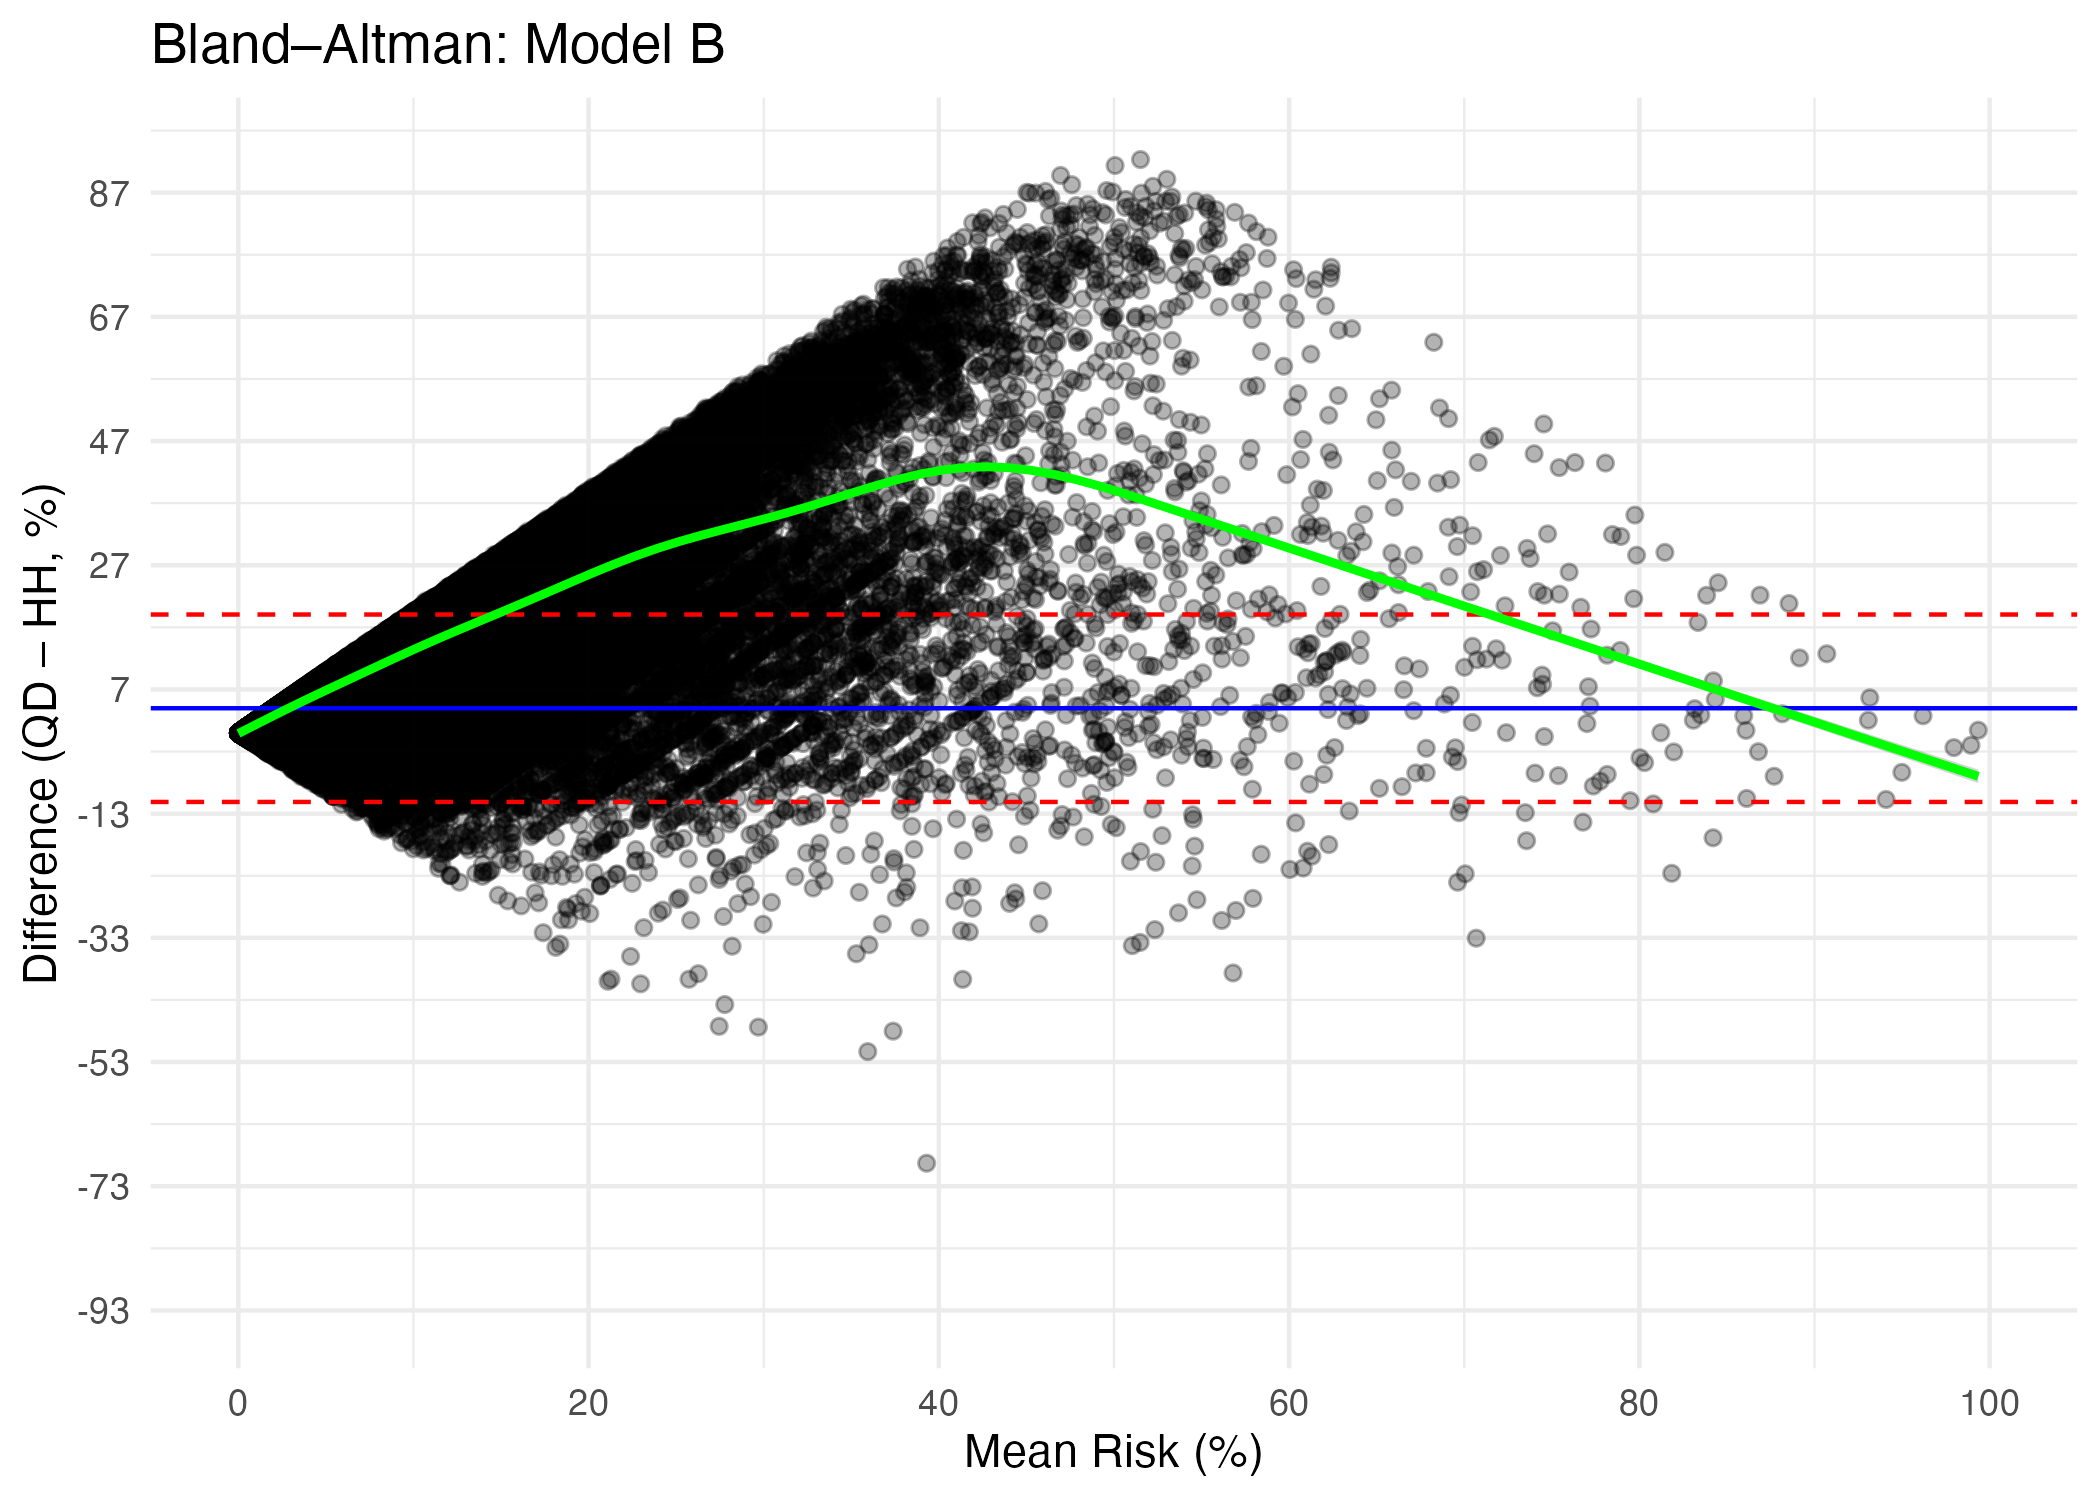 Bland–Altman: Model B
Difference (QD – HH, %)
87
67
47
27
7
-13
-33
-53
-73
-93
0 20 40 60 80 100
Mean Risk (%)